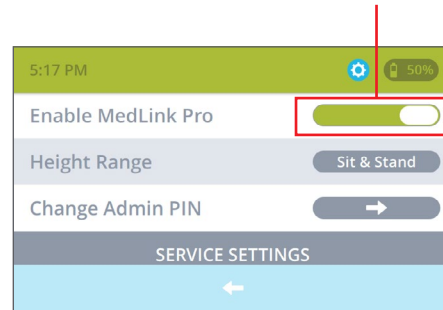 5:17 PM 50%
Enable MedLink Pro
Height Range Sit & Stand
Change Admin PIN
SERVICE SETTINGS